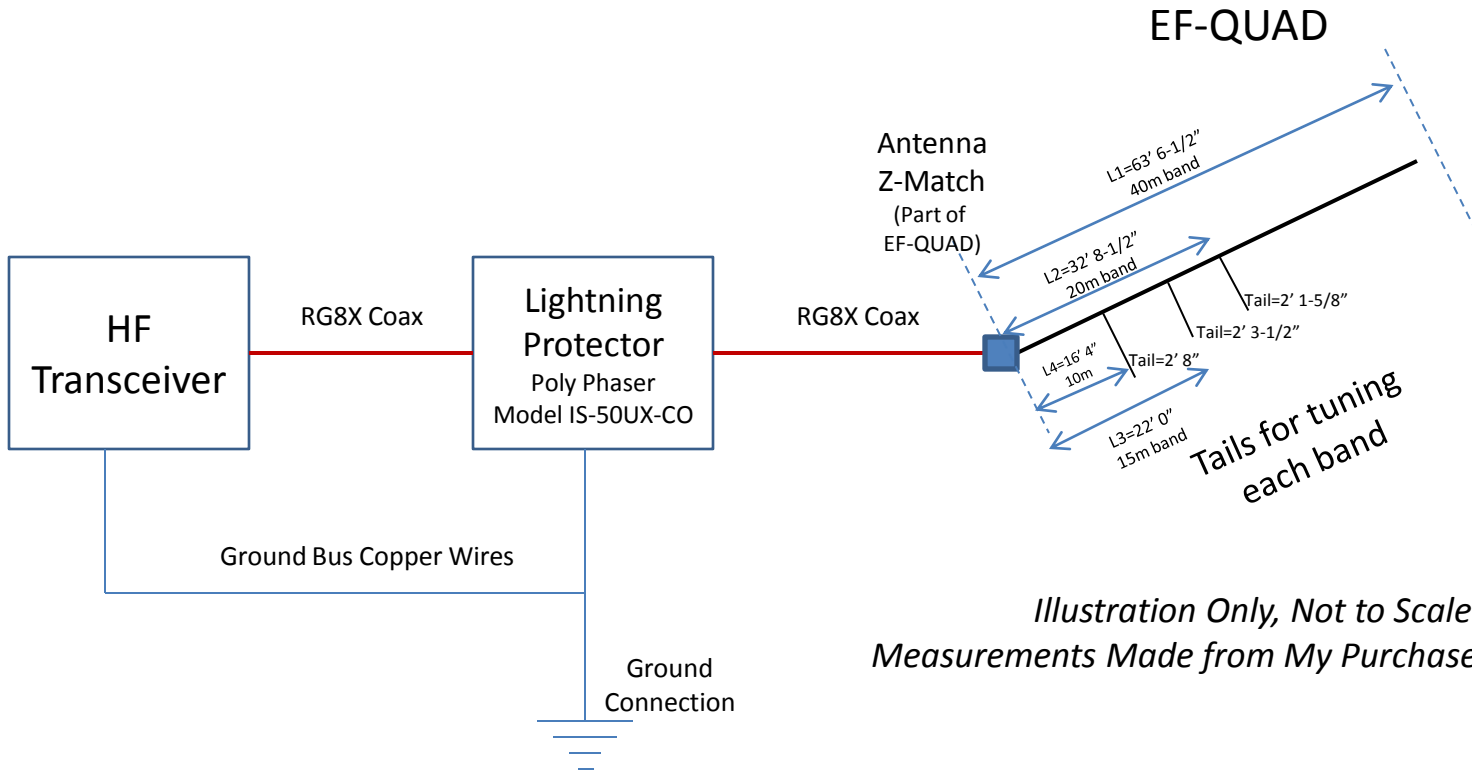 EF-QUAD
Antenna
Z-Match
(Part of
EF-QUAD)
L1=63’ 6-1/2”
40m band
L2=32’ 8-1/2”
20m band
Tail=2’ 1-5/8”
Tail=2’ 3-1/2”
Tail=2’ 8”
L4=16’ 4”
10m
L3=22’ 0”
15m band
Tails for tuning
each band
HF
Transceiver
RG8X Coax
Lightning
Protector
Poly Phaser
Model IS-50UX-CO
RG8X Coax
Ground Bus Copper Wires
Ground
Connection
Illustration Only, Not to Scale
Measurements Made from My Purchase